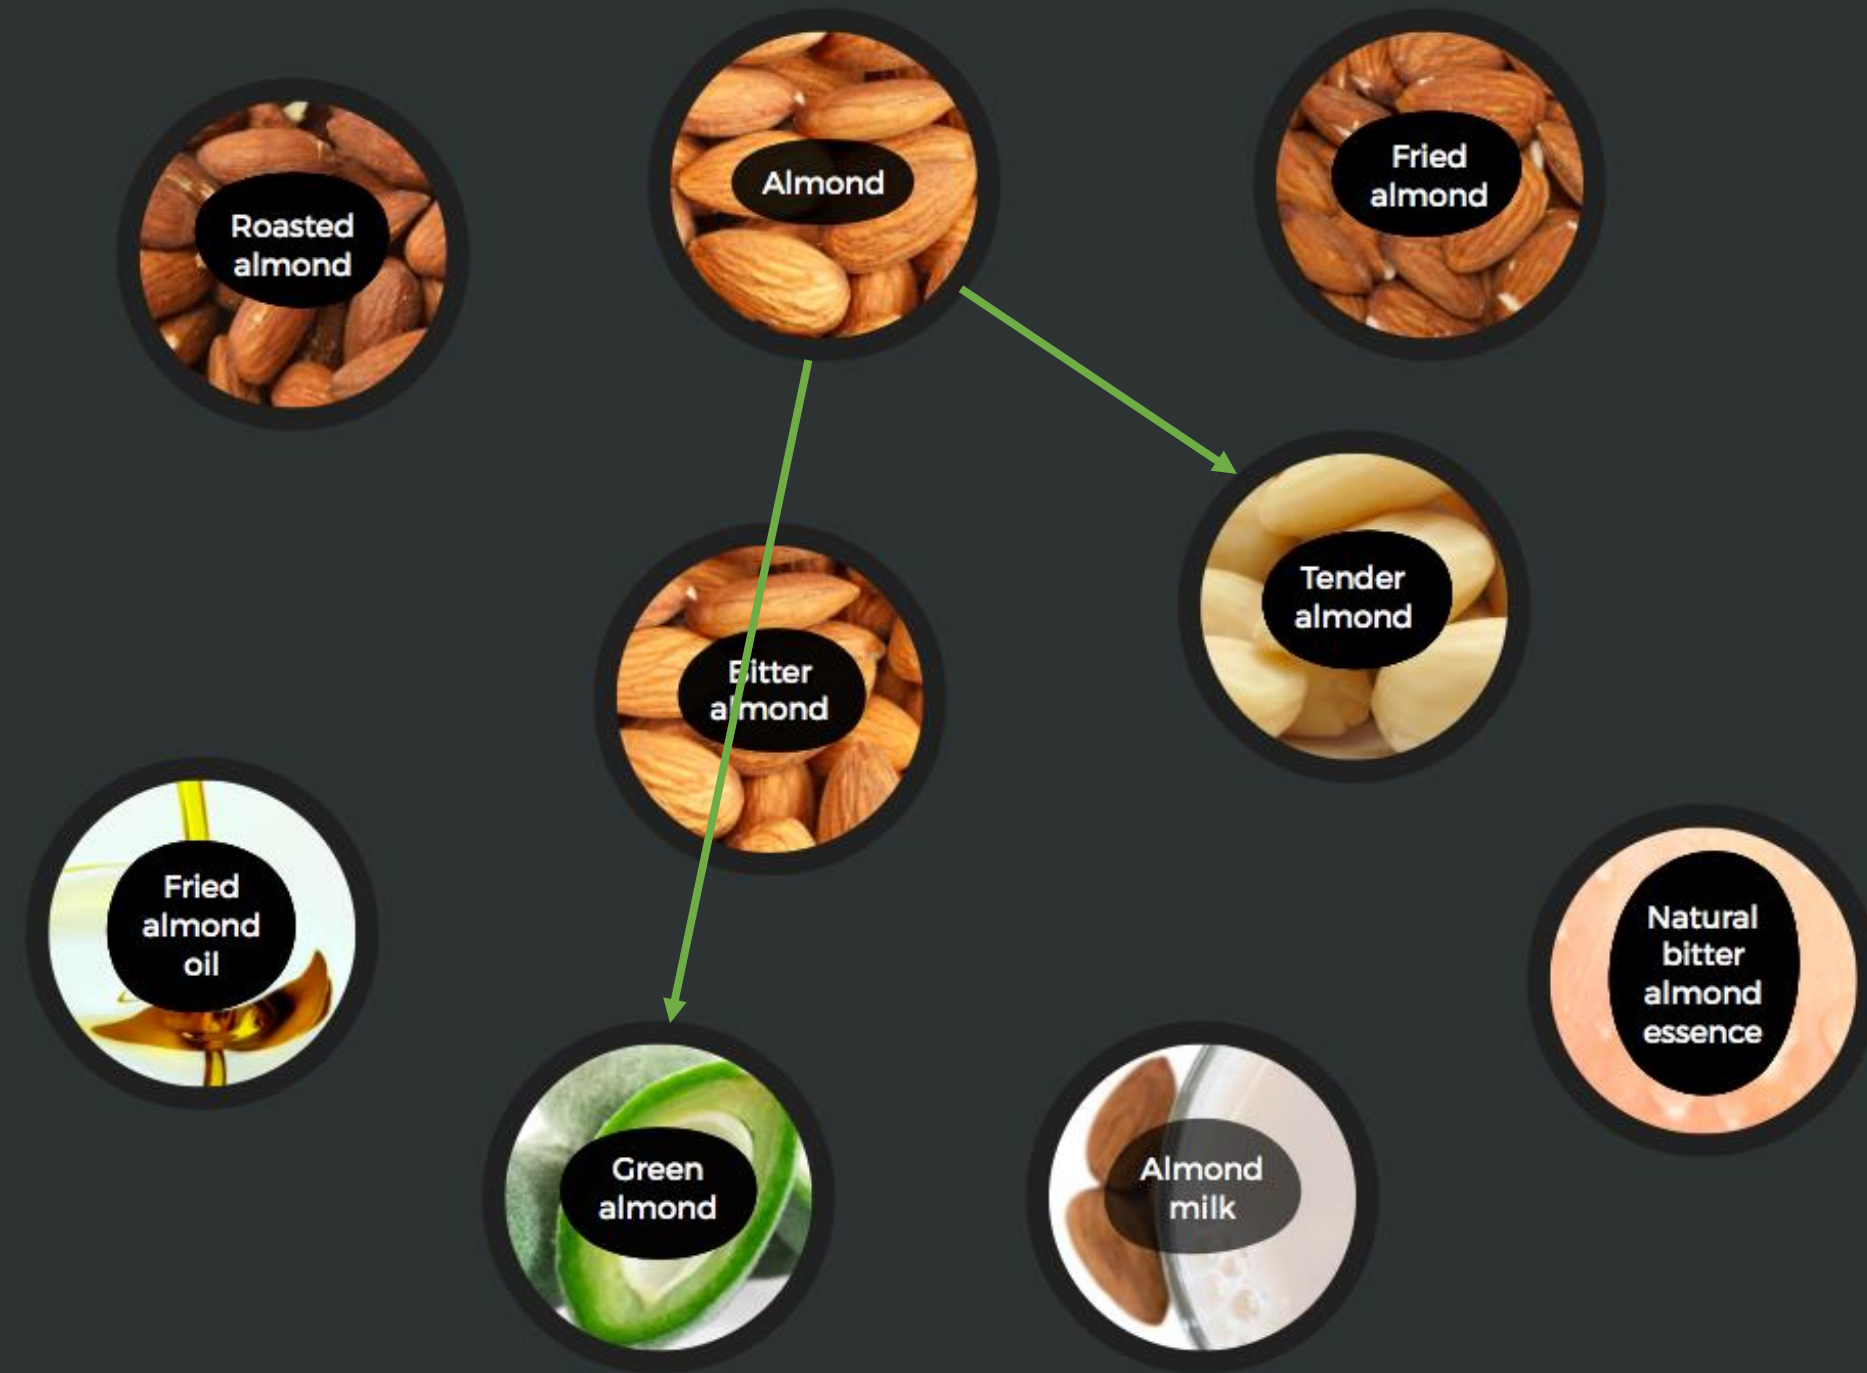 Roasted
almond
Almond
Fried
almond
Bitter
almond
Tender
almond
Fried
almond
oil
Green
almond
Almond
milk
Natural
bitter
almond
essence